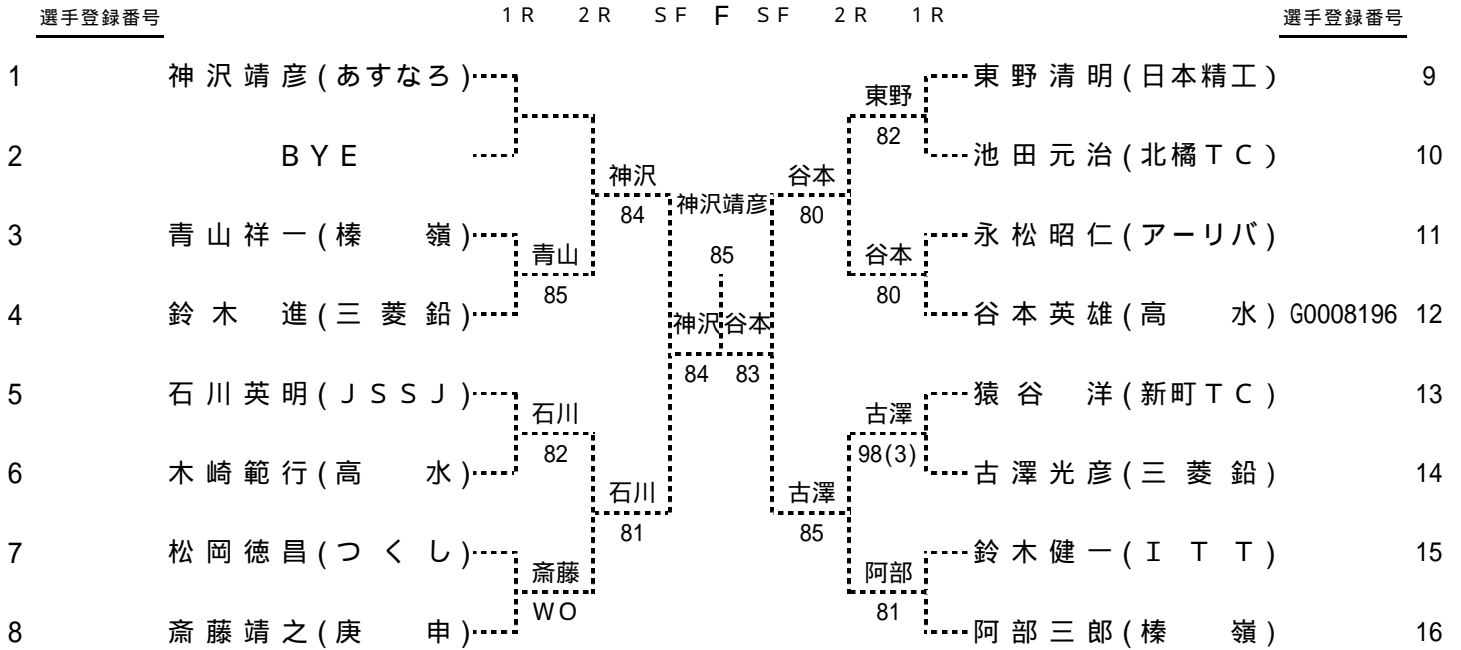 選手登録番号 1R 2R SF F SF 2R 1R 選手登録番号
1 神沢靖彦(あすなろ) 東野清明(日本精工) 9
東野
82
2 BYE 池田元治(北橘TC) 10
神沢 谷本
84 神沢靖彦 80
3 青山祥一(榛 嶺) 永松昭仁(アーリバ) 11
青山 85 谷本
85 80
4 鈴木 進(三菱鉛) 神沢 谷本 谷本英雄(高 水) G0008196 12
84 83
5 石川英明(JSSJ) 猿谷 洋(新町TC) 13
石川 古澤
82 98(3)
6 木崎範行(高 水) 古澤光彦(三菱鉛) 14
石川 古澤
81 85
7 松岡徳昌(つくし) 鈴木健一(ITT) 15
斎藤 阿部
WO 81
8 斎藤靖之(庚 申) 阿部三郎(榛 嶺) 16